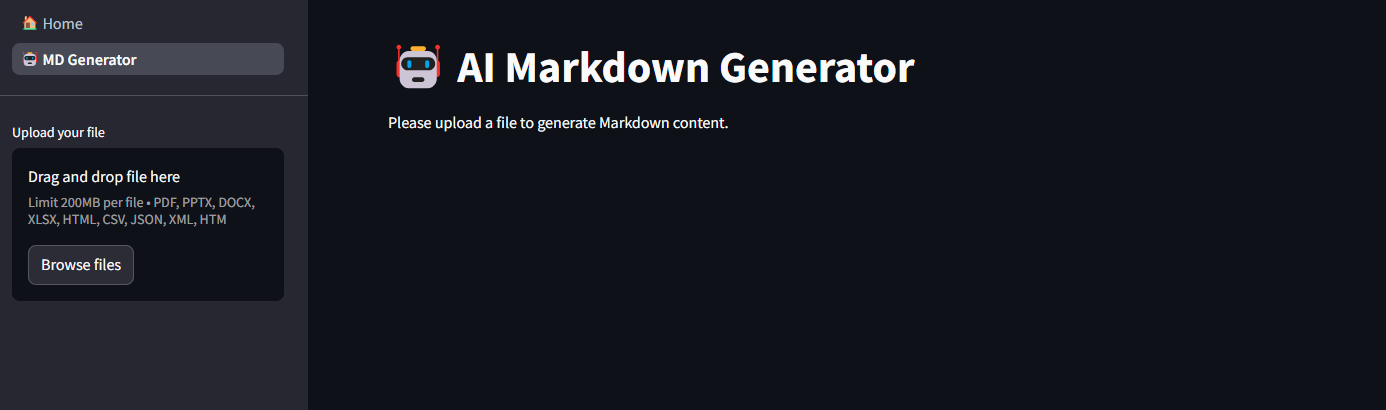 🏠 Home
🤖 MD Generator
Upload your file
Drag and drop file here
Limit 200MB per file • PDF, PPTX, DOCX,
XLSX, HTML, CSV, JSON, XML, HTM
Browse files
🤖 AI Markdown Generator
Please upload a file to generate Markdown content.